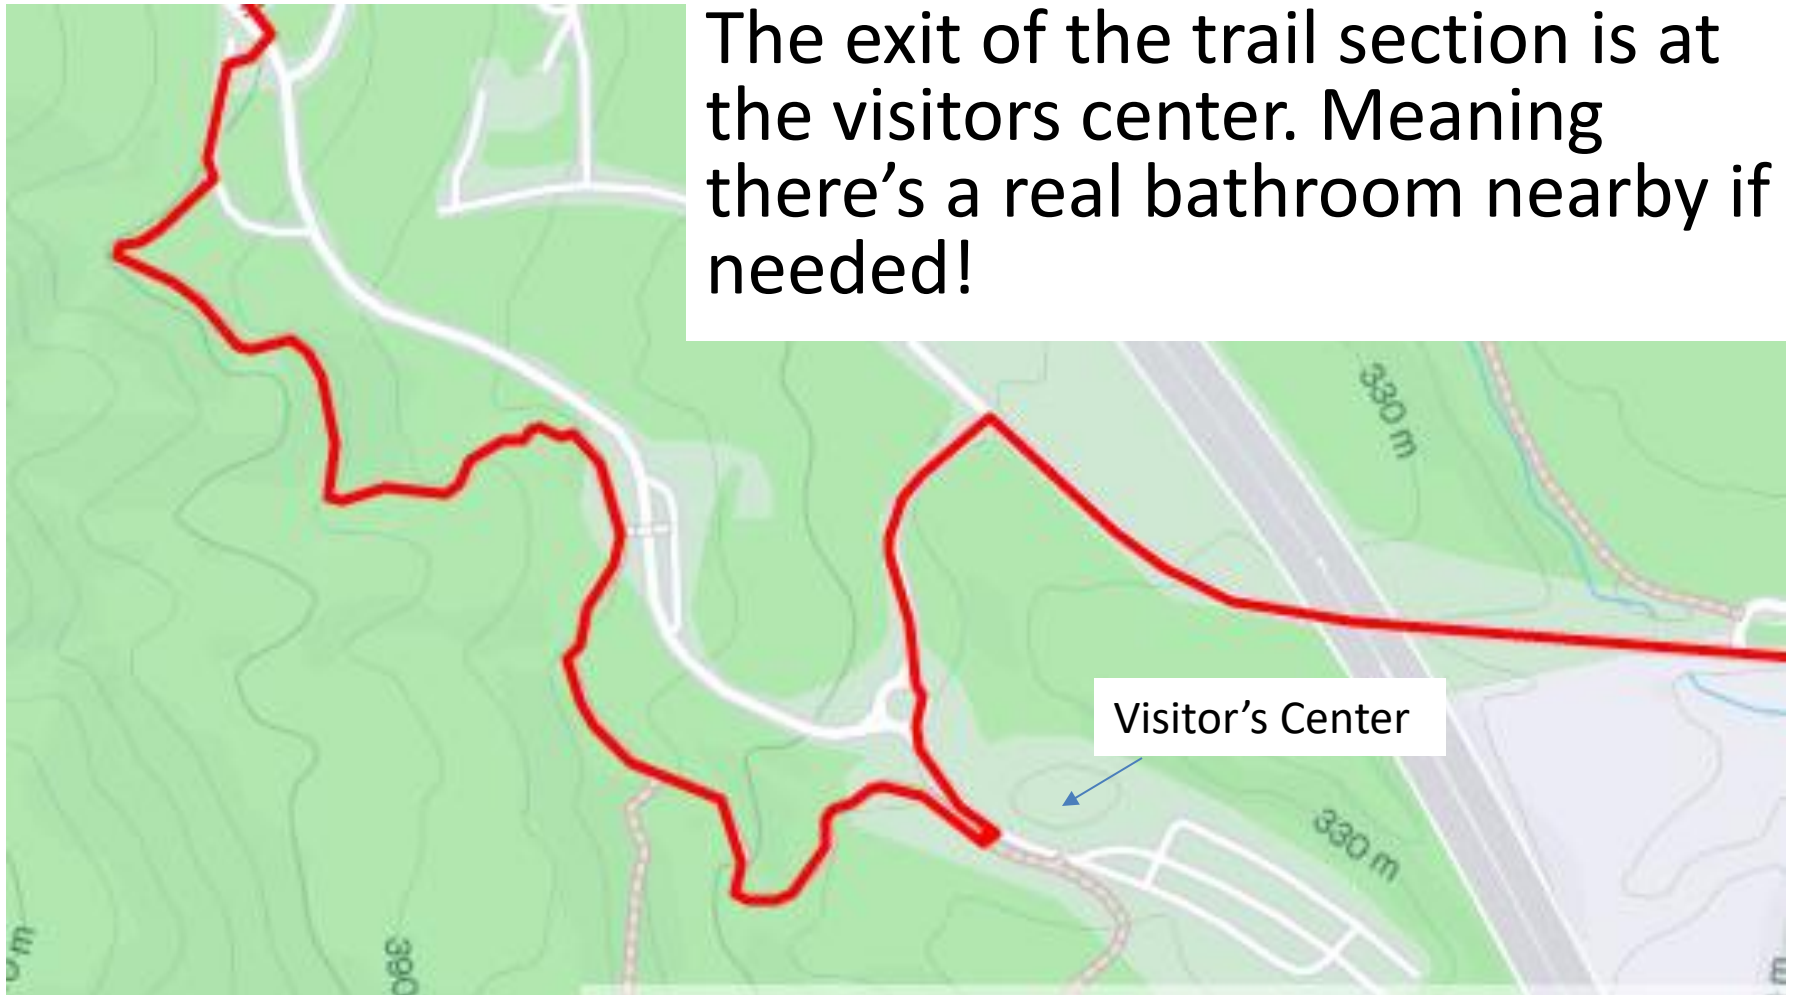 The exit of the trail section is at
the visitors center. Meaning
there’s a real bathroom nearby if
needed!
330 m
Visitor’s Center
330 m
0 m
390